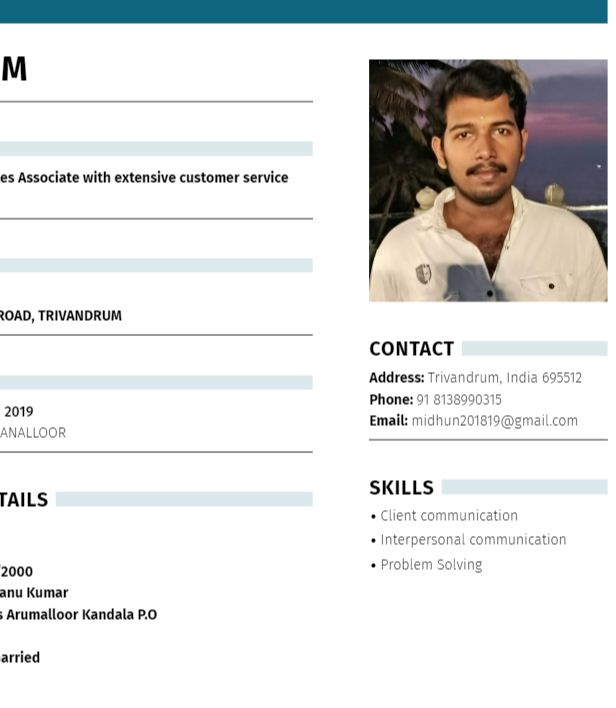 M
es Associate with extensive customer service
ROAD, TRIVANDRUM
2019
ANALLOOR
TAILS
/2000
anu Kumar
s Arumalloor Kandala P.O
arried
CONTACT
Address: Trivandrum, India 695512
Phone: 91 8138990315
Email: midhun201819@gmail.com
SKILLS
• Client communication
• Interpersonal communication
• Problem Solving